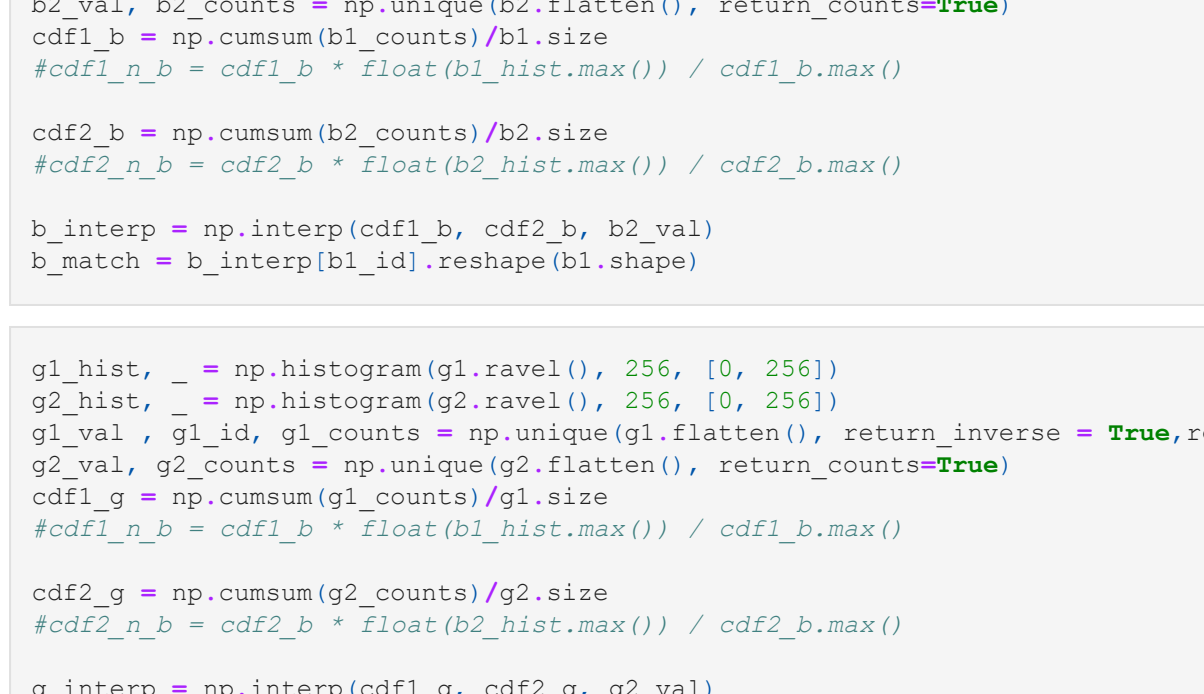 b2_val, b2_counts = np.unique(b2.flatten(), return_counts=True)
cdf1_b = np.cumsum(b1_counts)/b1.size
#cdf1_n_b = cdf1_b * float(b1_hist.max()) / cdf1_b.max()
cdf2_b = np.cumsum(b2_counts)/b2.size
#cdf2_n_b = cdf2_b * float(b2_hist.max()) / cdf2_b.max()
b_interp = np.interp(cdf1_b, cdf2_b, b2_val)
b_match = b_interp[b1_id].reshape(b1.shape)
g1_hist, _ = np.histogram(g1.ravel(), 256, [0, 256])
g2_hist, _ = np.histogram(g2.ravel(), 256, [0, 256])
g1_val , g1_id, g1_counts = np.unique(g1.flatten(), return_inverse = True,r
g2_val, g2_counts = np.unique(g2.flatten(), return_counts=True)
cdf1_g = np.cumsum(g1_counts)/g1.size
#cdf1_n_b = cdf1_b * float(b1_hist.max()) / cdf1_b.max()
cdf2_g = np.cumsum(g2_counts)/g2.size
#cdf2_n_b = cdf2_b * float(b2_hist.max()) / cdf2_b.max()
g_interp = np.interp(cdf1_g, cdf2_g, g2_val)